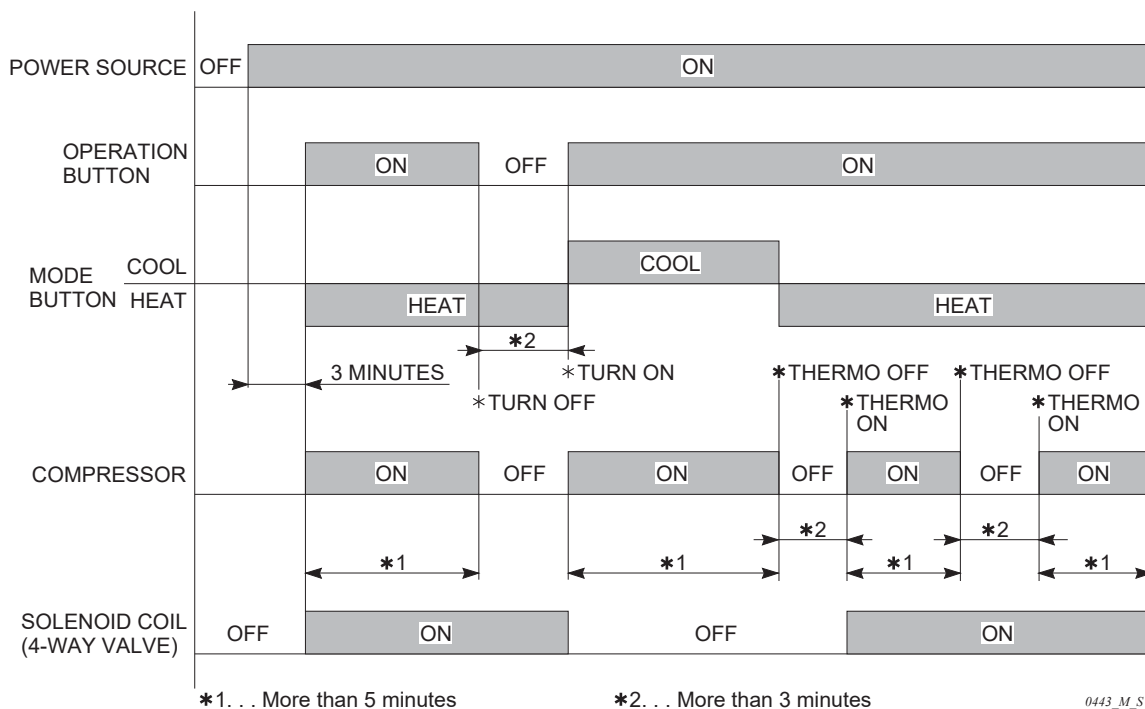 POWER SOURCE OFF ON
OPERATION
BUTTON
ON OFF ON
COOL COOL
MODE
BUTTON HEAT HEAT HEAT
✱2
3 MINUTES
✱TURN ON
✱TURN OFF
✱THERMO OFF ✱THERMO OFF
✱THERMO
ON
✱THERMO
ON
COMPRESSOR ON OFF ON OFF ON OFF ON
✱2 ✱2
✱1 ✱1 ✱1 ✱1
SOLENOID COIL
(4-WAY VALVE)
OFF ON OFF ON
✱1. . . More than 5 minutes ✱2. . . More than 3 minutes
0443_M_S